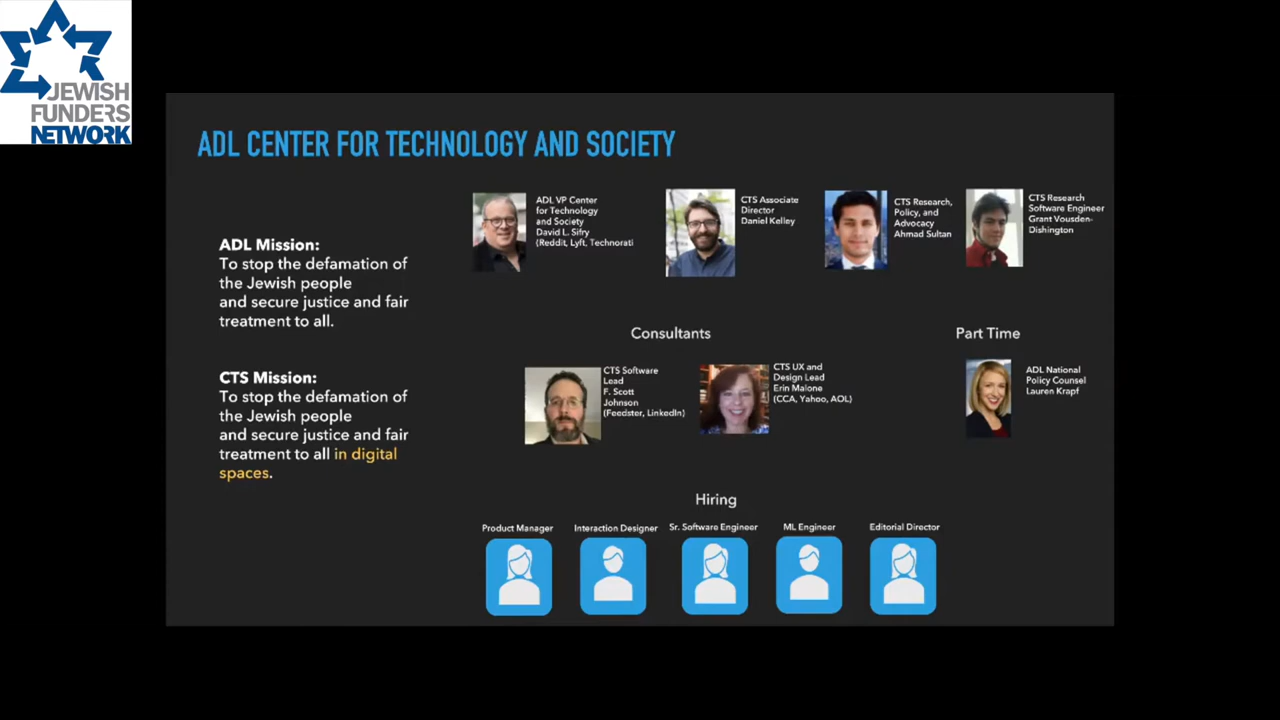 JEWISH
FUNDERS
NETWORK
ADL CENTER FOR TECHNOLOGY AND SOCIETY
ADL Mission:
To stop the defamation of
the Jewish people
and secure justice and fair
treatment to all.
CTS Mission:
To stop the defamation of
the Jewish people
and secure justice and fair
treatment to all in digital
spaces.
ADL VP Center
for Technology
and Society
David L. Sifry
(Reddit, Lyft, Technorati
CTS Associate
Director
Daniel Kelley
CTS Research,
Policy, and
Advocacy
Ahmad Sultan
CTS Research
Software Engineer
Grant Vousden-
Dishington
Consultants
Part Time
CTS Software
Lead
F. Scott
Johnson
(Feedster, LinkedIn)
CTS UX and
Design Lead
Erin Malone
(CCA, Yahoo, AOL)
ADL National
Policy Counsel
Lauren Krapf
Hiring
Product Manager
Interaction Designer
Sr. Software Engineer
ML Engineer
Editorial Director